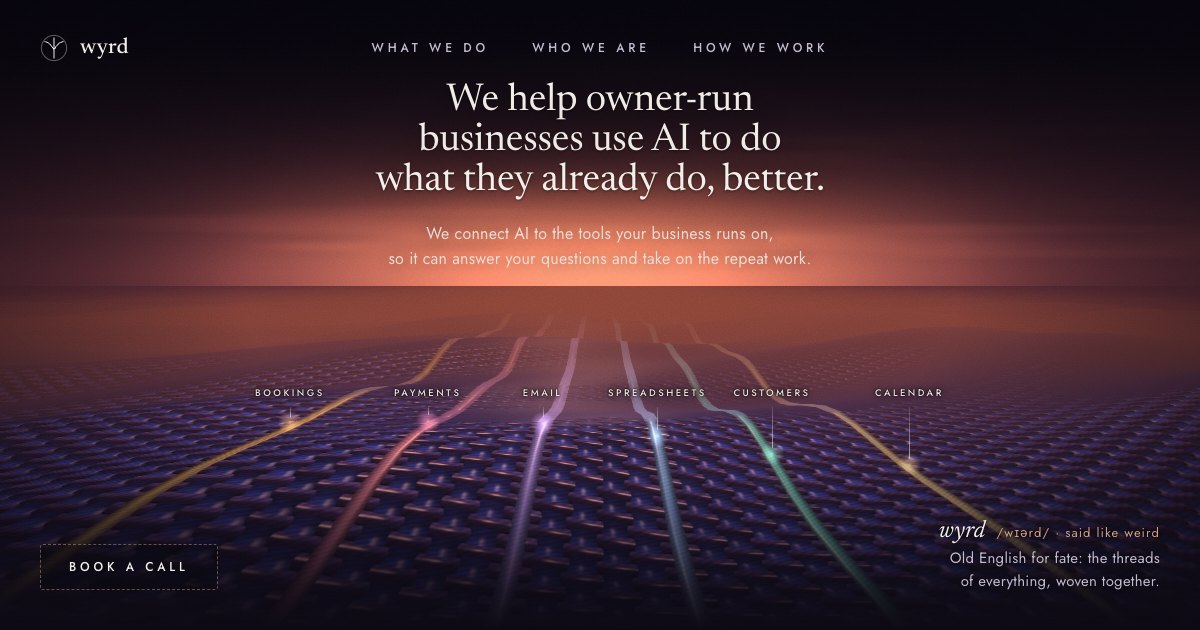 wyrd
WHAT WE DO
WHO WE ARE
HOW WE WORK
We help owner-run
businesses use AI to do
what they already do, better.
We connect AI to the tools your business runs on,
so it can answer your questions and take on the repeat work.
BOOKINGS
PAYMENTS
EMAIL
SPREADSHEETS
CUSTOMERS
CALENDAR
BOOK A CALL
wyrd /wɪərd/ · said like weird
Old English for fate: the threads
of everything, woven together.